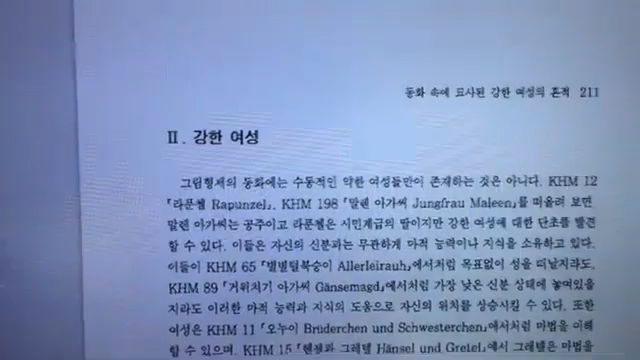 동화 속에 묘사된 강한 여성의 흔적 211
II. 강한 여성
그림형제의 동화에는 수동적인 약한 여성들만이 존재하는 것은 아니다. KHM 12
「라푼첼 Rapunzel」, KHM 198 「말렌 아가씨 Jungfrau Maleen」를 떠올려 보면
말렌 아가씨는 공주이고 라푼첼은 시민계급의 딸이지만 강한 여성에 대한 단초를 발견
할 수 있다. 이들은 자신의 신분과는 무관하게 마적 능력이나 지식을 소유하고 있다.
이들이 KHM 65 「별별털북숭이 Allerleirauh」에서처럼 목표없이 성을 떠날지라도,
KHM 89 「거위치기 아가씨 Gänsemagd」에서처럼 가장 낮은 신분 상태에 놓여있을
지라도 이러한 마적 능력과 지식의 도움으로 자신의 위치를 상승시킬 수 있다. 또한
여성은 KHM 11 「오누이 Brüderchen und Schwesterchen」에서처럼 마법을 이해
할 수 있으며, KHM 15 「헨젤과 그레텔 Hänsel und Gretel」에서 그레텔은 마법을